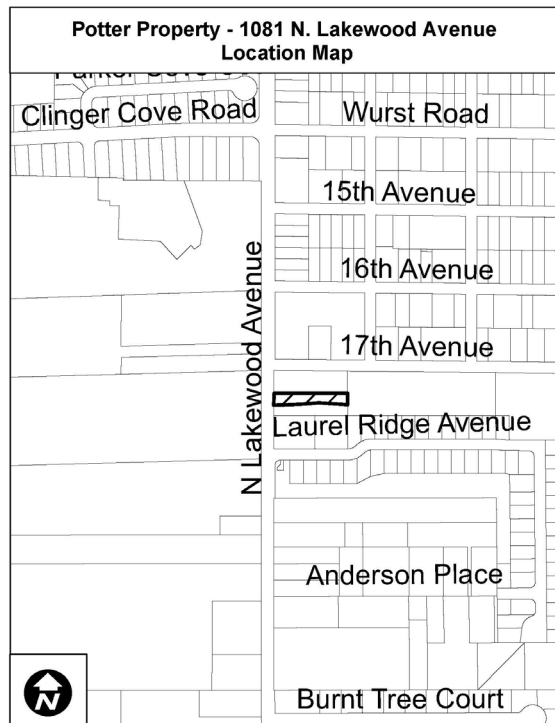 Potter Property - 1081 N. Lakewood Avenue
Location Map
Clinger Cove Road
Wurst Road
15th Avenue
16th Avenue
N Lakewood Avenue
17th Avenue
Laurel Ridge Avenue
Anderson Place
Burnt Tree Court
N